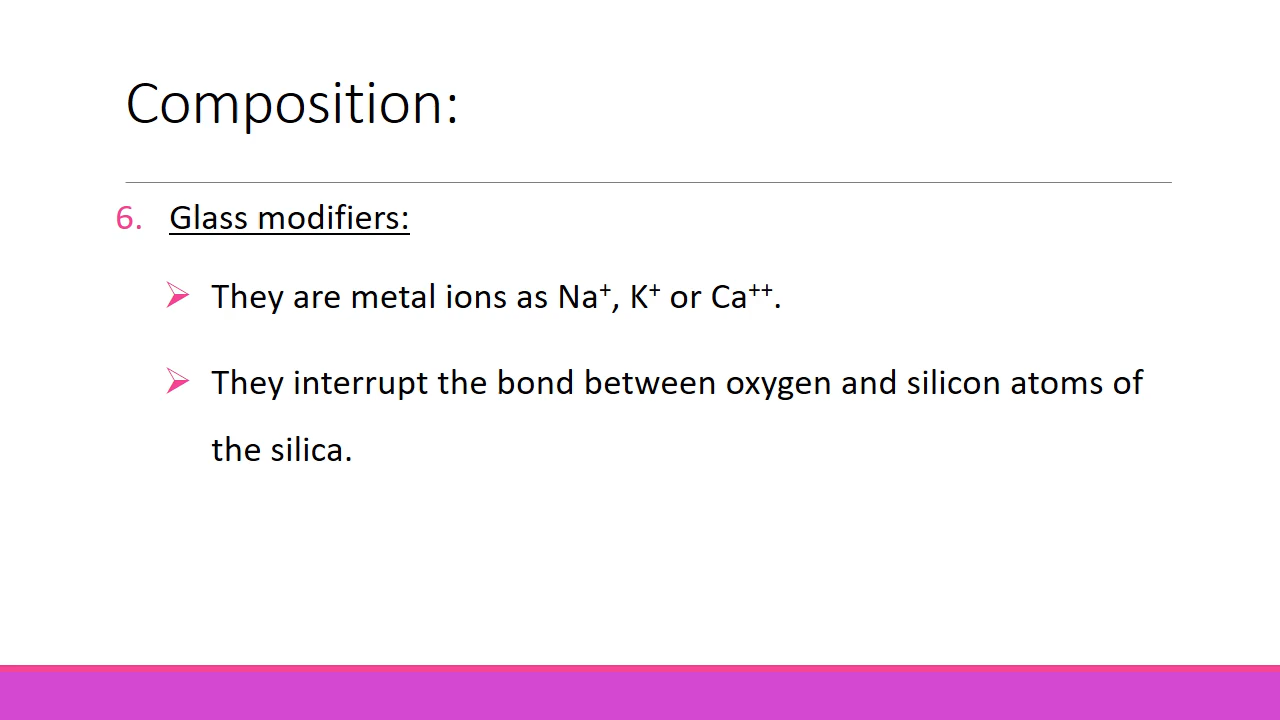 Composition:
6. Glass modifiers:
➢ They are metal ions as Na⁺, K⁺ or Ca⁺⁺.
➢ They interrupt the bond between oxygen and silicon atoms of
the silica.